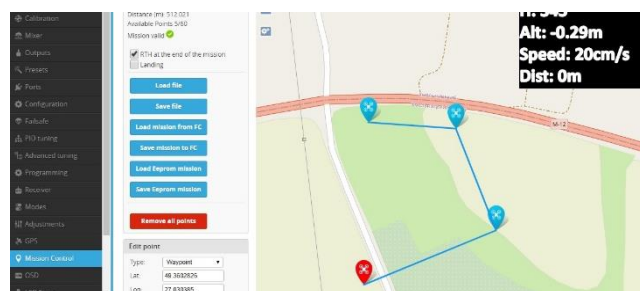 Calibration
Mixer
Outputs
Presets
Ports
Configuration
Failsafe
PID tuning
Advanced tuning
Programming
Receiver
Modes
Adjustments
GPS
Mission Control
OSD
Distance (m): 512.021
Available Points 5/60
Mission valid
RTH at the end of the mission
Landing
Load file
Save file
Load mission from FC
Save mission to FC
Load Eeprom mission
Save Eeprom mission
Remove all points
Edit point
Type: Waypoint
Lat:
Lon: 27.838385
H: 345
Alt: -0.29m
Speed: 20cm/s
Dist: 0m
M-12